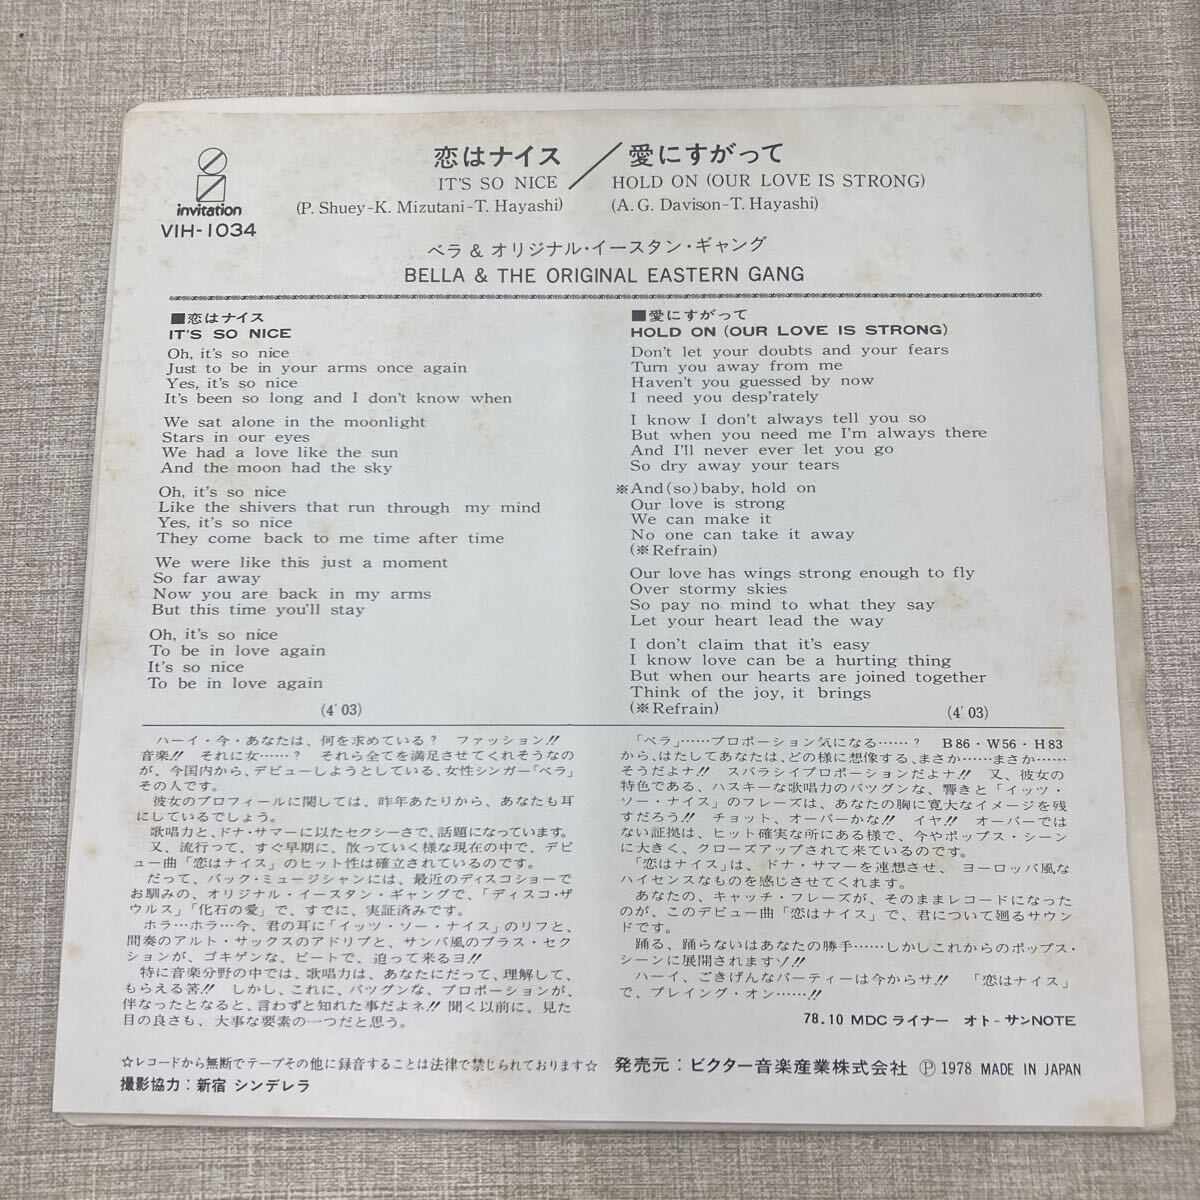 invitation
VIH-1034
恋はナイス／愛にすがって
IT'S SO NICE
HOLD ON (OUR LOVE IS STRONG)
(P. Shuey-K. Mizutani-T. Hayashi)
(A. G. Davison-T. Hayashi)
ベラ & オリジナル・イースタン・ギャング
BELLA & THE ORIGINAL EASTERN GANG
■恋はナイス
IT'S SO NICE
Oh, it's so nice
Just to be in your arms once again
Yes, it's so nice
It's been so long and I don't know when
We sat alone in the moonlight
Stars in our eyes
We had a love like the sun
And the moon had the sky
Oh, it's so nice
Like the shivers that run through my mind
Yes, it's so nice
They come back to me time after time
We were like this just a moment
So far away
Now you are back in my arms
But this time you'll stay
Oh, it's so nice
To be in love again
It's so nice
To be in love again
(4'03)
■愛にすがって
HOLD ON (OUR LOVE IS STRONG)
Don't let your doubts and your fears
Turn you away from me
Haven't you guessed by now
I need you desp'rately
I know I don't always tell you so
But when you need me I'm always there
And I'll never ever let you go
So dry away your tears
※And(so)baby, hold on
Our love is strong
We can make it
No one can take it away
(※Refrain)
Our love has wings strong enough to fly
Over stormy skies
So pay no mind to what they say
Let your heart lead the way
I don't claim that it's easy
I know love can be a hurting thing
But when our hearts are joined together
Think of the joy, it brings
(※Refrain)
(4'03)
ハーイ・今・あなたは、何を求めている？　ファッション!!
音楽!!　それに女……？　それら全てを満足させてくれそうなの
が、今国内から、デビューしようとしている、女性シンガー「ベラ」
その人です。
彼女のプロフィールに関しては、昨年あたりから、あなたも耳
にしているでしょう。
歌唱力と、ドナ・サマーに以たセクシーさで、話題になっています。
又、流行って、すぐ早期に、散っていく様な現在の中で、デビ
ュー曲「恋はナイス」のヒット性は確立されているのです。
だって、バック・ミュージシャンには、最近のディスコショーで
お馴みの、オリジナル・イースタン・ギャングで、「ディスコ・ザ
ウルス」「化石の愛」で、すでに、実証済みです。
ホラ…ホラ…今、君の耳に「イッツ・ソー・ナイス」のリフと、
間奏のアルト・サックスのアドリブと、サンバ風のブラス・セク
ションが、ゴキゲンな、ビートで、迫って来るヨ!!
特に音楽分野の中では、歌唱力は、あなたにだって、理解して、
もらえる筈!!　しかし、これに、バツグンな、プロポーションが、
伴なったとなると、言わずと知れた事だよネ!!　聞く以前に、見た
目の良さも、大事な要素の一つだと思う。
「ベラ」……プロポーション気になる……？　B86・W56・H83
から、はたしてあなたは、どの様に想像する、まさか……まさか……
そうだよナ!!　スバラシイプロポーションだよナ!!　又、彼女の
特色である、ハスキーな歌唱力のバツグンな、響きと「イッツ・
ソー・ナイス」のフレーズは、あなたの胸に寛大なイメージを残
すだろう!!　チョット、オーバーかな!!　イヤ!!　オーバーでは
ない証拠は、ヒット確実な所にある様で、今やポップス・シーン
に大きく、クローズアップされて来ているのです。
「恋はナイス」は、ドナ・サマーを連想させ、ヨーロッパ風な
ハイセンスなものを感じさせてくれます。
あなたの、キャッチ・フレーズが、そのままレコードになった
のが、このデビュー曲「恋はナイス」で、君について廻るサウン
ドです。
踊る、踊らないはあなたの勝手……しかしこれからのポップス・
シーンに展開されますゾ!!
ハーイ、ごきげんなパーティーは今からサ!!　「恋はナイス」
で、プレイング・オン……!!
78.10 MDC ライナー　オト-サンNOTE
☆レコードから無断でテープその他に録音することは法律で禁じられております☆
発売元：ビクター音楽産業株式会社 Ⓟ 1978 MADE IN JAPAN
撮影協力：新宿 シンデレラ